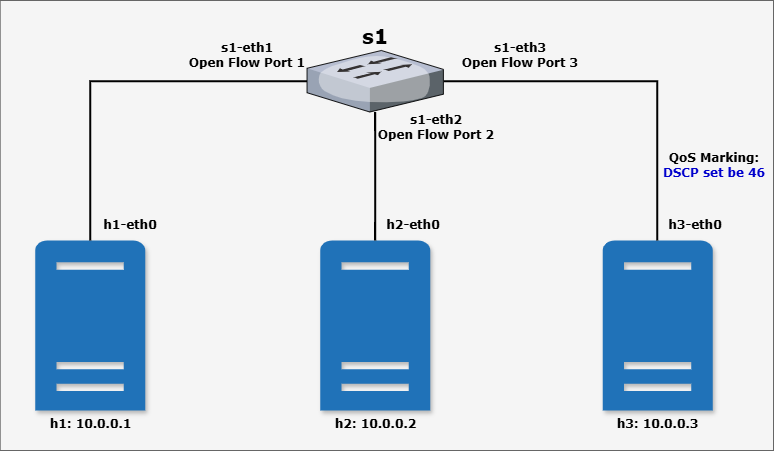 s1
s1-eth1
Open Flow Port 1
s1-eth3
Open Flow Port 3
s1-eth2
Open Flow Port 2
QoS Marking:
DSCP set be 46
h1-eth0
h2-eth0
h3-eth0
h1: 10.0.0.1
h2: 10.0.0.2
h3: 10.0.0.3